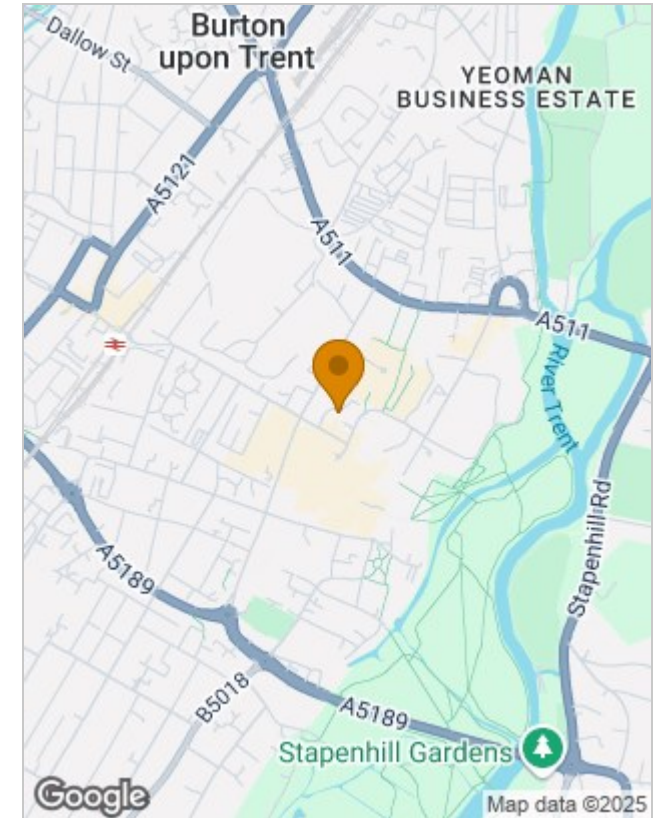 Dallow St
Burton
upon Trent
YEOMAN
BUSINESS ESTATE
A5121
A511
A511
River Trent
Stapenhill Rd
A5189
B5018
A5189
Stapenhill Gardens
Google
Map data ©2025